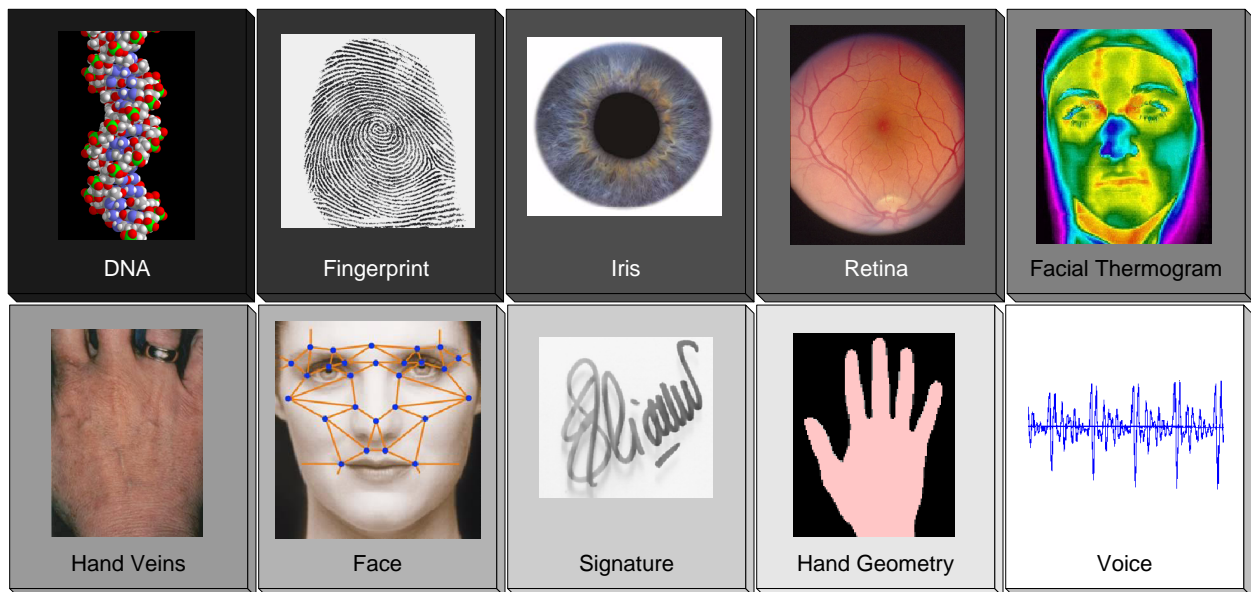 DNA
Fingerprint
Iris
Retina
Facial Thermogram
Hand Veins
Face
Signature
Hand Geometry
Voice